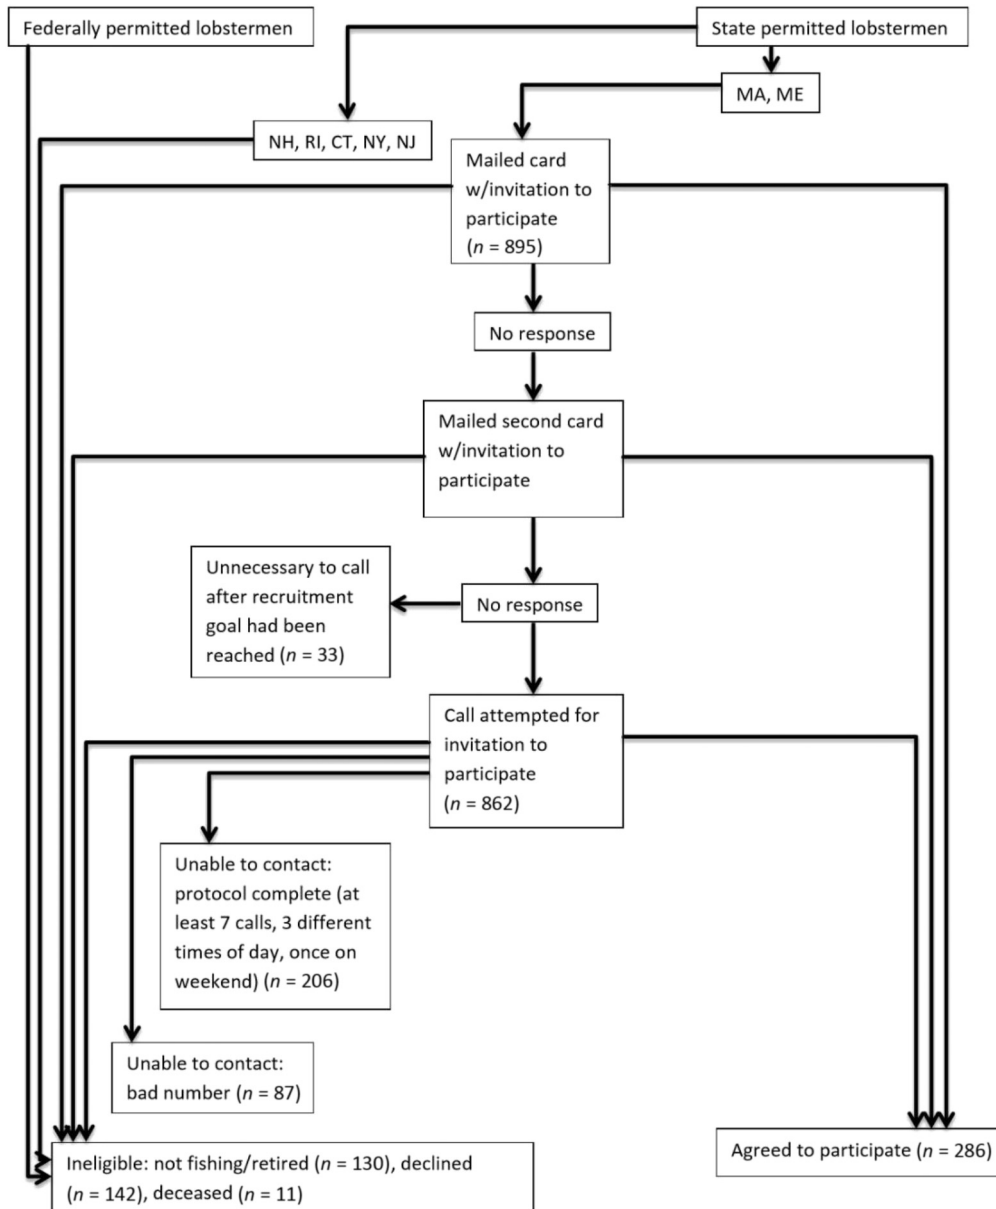 Federally permitted lobstermen
State permitted lobstermen
MA, ME
NH, RI, CT, NY, NJ
Mailed card
w/invitation to
participate
(n = 895)
No response
Mailed second card
w/invitation to
participate
Unnecessary to call
after recruitment
goal had been
reached (n = 33)
No response
Call attempted for
invitation to
participate
(n = 862)
Unable to contact:
protocol complete (at
least 7 calls, 3 different
times of day, once on
weekend) (n = 206)
Unable to contact:
bad number (n = 87)
Ineligible: not fishing/retired (n = 130), declined
(n = 142), deceased (n = 11)
Agreed to participate (n = 286)